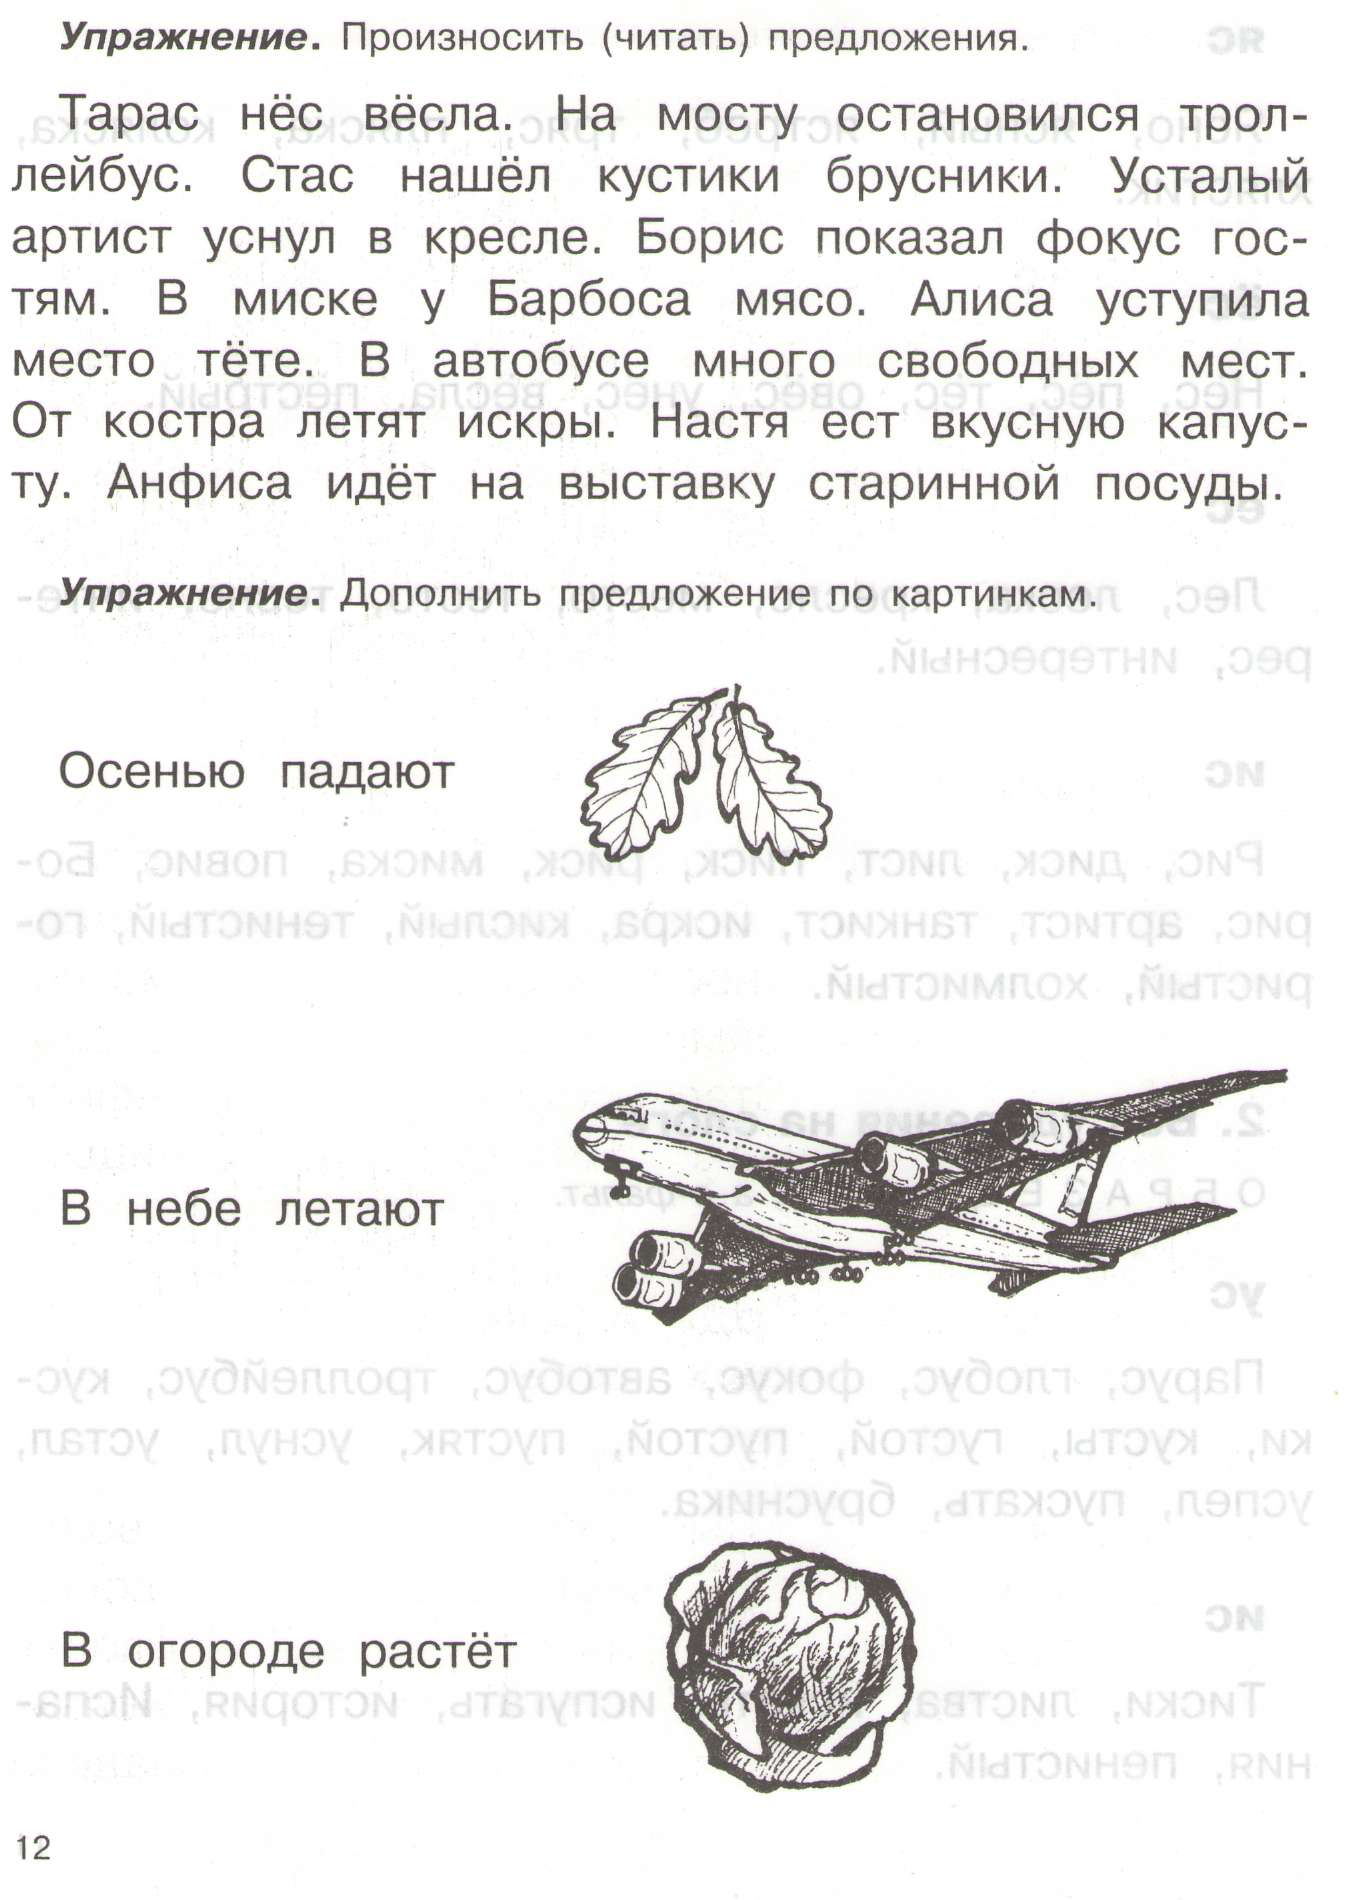 Упражнение. Произносить (читать) предложения.
Тарас нёс вёсла. На мосту остановился трол-
лейбус. Стас нашёл кустики брусники. Усталый
артист уснул в кресле. Борис показал фокус гос-
тям. В миске у Барбоса мясо. Алиса уступила
место тёте. В автобусе много свободных мест.
От костра летят искры. Настя ест вкусную капус-
ту. Анфиса идёт на выставку старинной посуды.
Упражнение. Дополнить предложение по картинкам.
Осенью падают
В небе летают
В огороде растёт
12